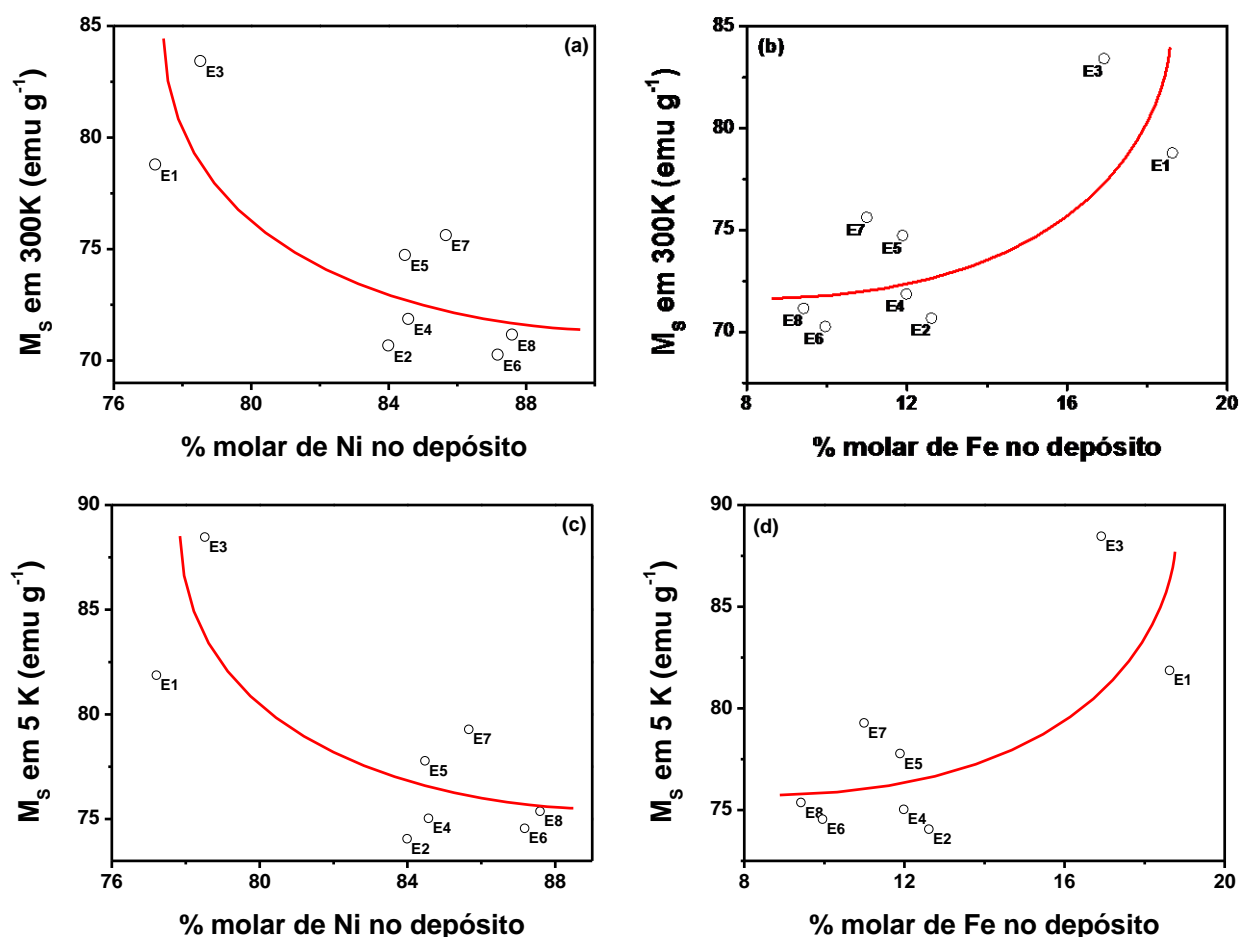 (a)
85
80
75
70
76 80 84 88
E3
E1
E7
E5
E4
E2
E8
E6
M_S em 300K (emu g^-1)
% molar de Ni no depósito
(b)
85
80
75
70
8 12 16 20
E3
E1
E7
E5
E4
E8
E2
E6
M_S em 300K (emu g^-1)
% molar de Fe no depósito
(c)
90
85
80
75
76 80 84 88
E3
E1
E7
E5
E4
E8
E2
E6
M_S em 5 K (emu g^-1)
% molar de Ni no depósito
(d)
90
85
80
75
8 12 16 20
E3
E1
E7
E5
E8
E4
E6
E2
M_S em 5 K (emu g^-1)
% molar de Fe no depósito